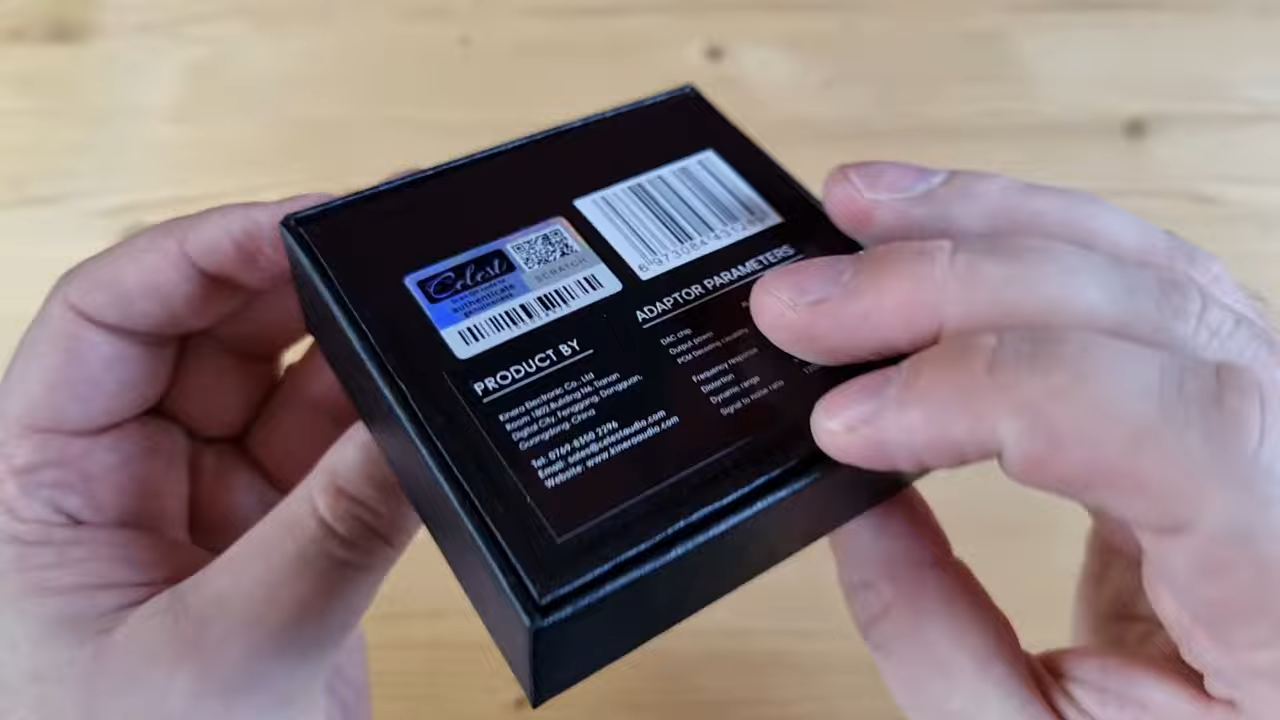 Celest
SCRATCH
authenticate
PRODUCT BY
Kinera Electronic Co., Ltd
Room 1802, Building N6, Tianan
Digital City, Fenggang, Dongguan,
Guangdong, China
Tel: 0769-8350 2296
Email: sales@celestaudio.com
Website: www.kineraaudio.com
ADAPTOR PARAMETERS
DAC chip
Output power
PCM Decoding capability
Frequency response
Distortion
Dynamic range
Signal to noise ratio